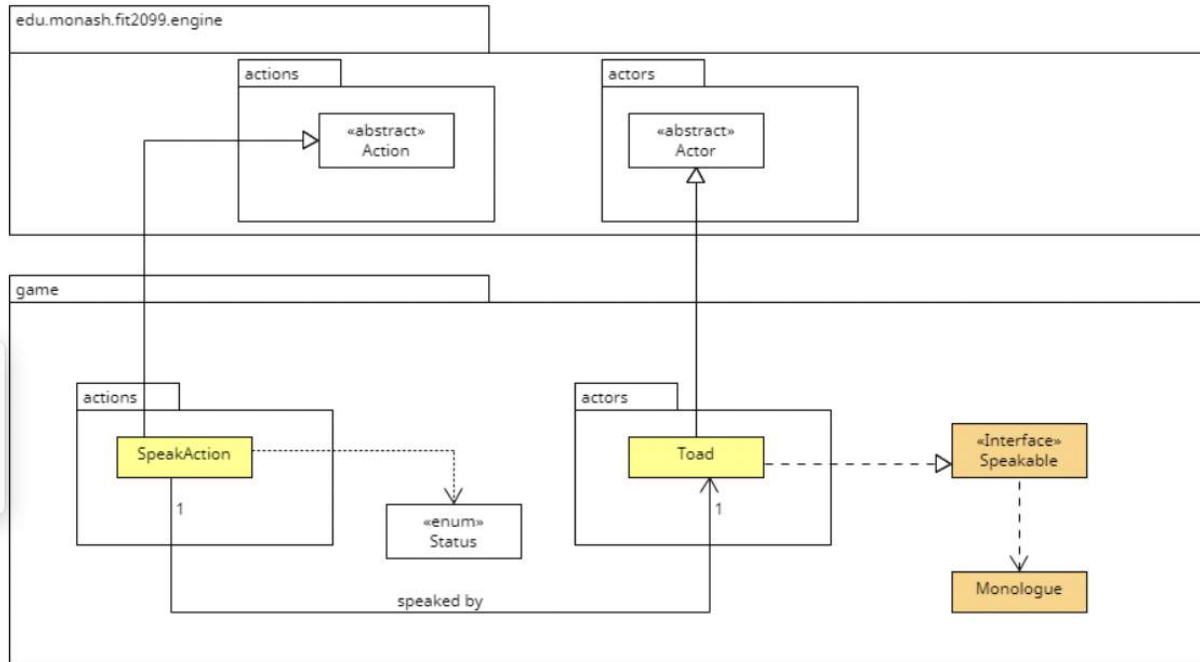 edu.monash.fit2099.engine
actions
actors
«abstract»
Action
«abstract»
Actor
game
actions
actors
SpeakAction
Toad
«Interface»
Speakable
1
1
«enum»
Status
Monologue
speaked by